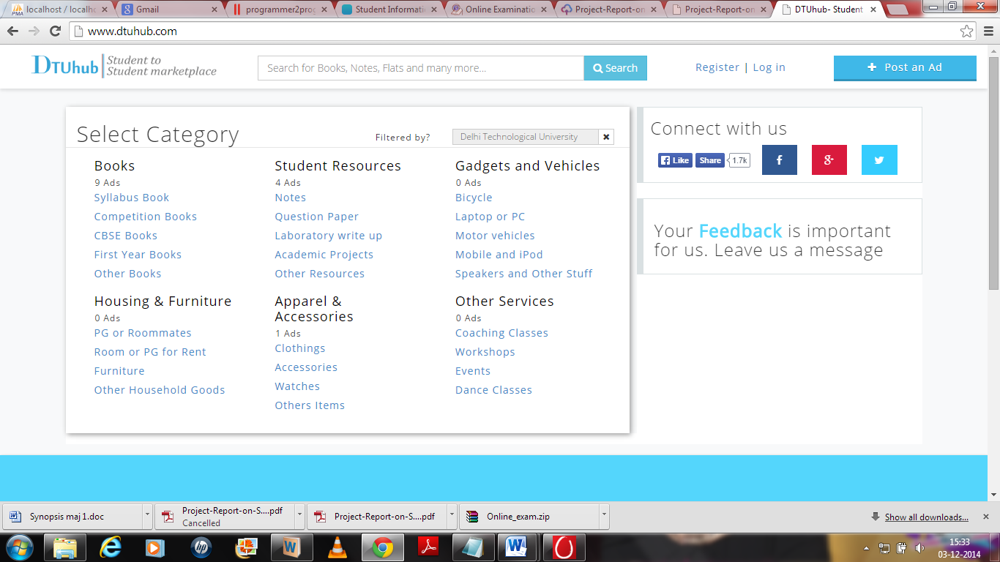 localhost / localho
Gmail
programmer2prog
Student Informati
Online Examinatio
Project-Report-on
Project-Report-on
DTUhub- Student
www.dtuhub.com
DTUhub
Student to
Student marketplace
Search for Books, Notes, Flats and many more...
Search
Register | Log in
Post an Ad
Select Category
Filtered by?
Delhi Technological University
Books
9 Ads
Syllabus Book
Competition Books
CBSE Books
First Year Books
Other Books
Student Resources
4 Ads
Notes
Question Paper
Laboratory write up
Academic Projects
Other Resources
Gadgets and Vehicles
0 Ads
Bicycle
Laptop or PC
Motor vehicles
Mobile and iPod
Speakers and Other Stuff
Housing & Furniture
0 Ads
PG or Roommates
Room or PG for Rent
Furniture
Other Household Goods
Apparel &
Accessories
1 Ads
Clothings
Accessories
Watches
Others Items
Other Services
0 Ads
Coaching Classes
Workshops
Events
Dance Classes
Connect with us
Like
Share
1.7k
Your Feedback is important
for us. Leave us a message
Synopsis maj 1.doc
Project-Report-on-S....pdf
Cancelled
Project-Report-on-S....pdf
Online_exam.zip
Show all downloads...
15:33
03-12-2014